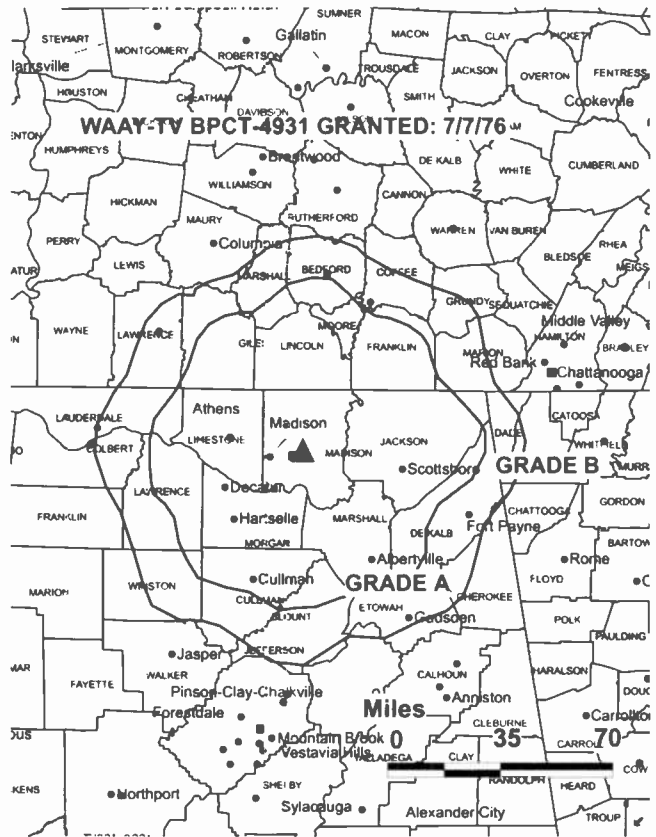 SUMNER
STEWART
MONTGOMERY
ROBERTSON
Gallatin
MACON
CLAY
PICKETT
TROUSDALE
JACKSON
OVERTON
FENTRESS
HOUSTON
CHEATHAM
DAVIDSON
SMITH
Cookeville
WAAY-TV BPCT-4931 GRANTED: 7/7/76
HUMPHREYS
Brentwood
DE KALB
WHITE
CUMBERLAND
WILLIAMSON
CANNON
HICKMAN
MAURY
RUTHERFORD
WARREN
VAN BUREN
PERRY
Columbia
LEWIS
BLEDSOE
RHEA
MEIGS
MARSHALL
BEDFORD
COFFEE
GRUNDY
SEQUATCHIE
WAYNE
LAWRENCE
MOORE
Middle Valley
HAMILTON
GILES
LINCOLN
FRANKLIN
MARION
BRADLEY
Red Bank
Chattanooga
LAUDERDALE
Athens
Madison
CATOOSA
DADE
COLBERT
LIMESTONE
MADISON
JACKSON
WHITFIELD
Scottsboro
GRADE B
LAWRENCE
Decatur
CHATTOOGA
GORDON
FRANKLIN
Hartselle
MARSHALL
DE KALB
Fort Payne
MORGAN
Albertville
Rome
BARTOW
MARION
WINSTON
Cullman
GRADE A
FLOYD
CULLMAN
CHEROKEE
BLOUNT
ETOWAH
Gadsden
POLK
PAULDING
JEFFERSON
Jasper
WALKER
FAYETTE
CALHOUN
HARALSON
Pinson-Clay-Chalkville
Anniston
Forestdale
Miles
CLEBURNE
Carrollton
Mountain Brook
0 35 70
CARROLL
Vestavia Hills
TALLADEGA
CLAY
RANDOLPH
HEARD
COW
SHELBY
Northport
Sylacauga
Alexander City
TROUP